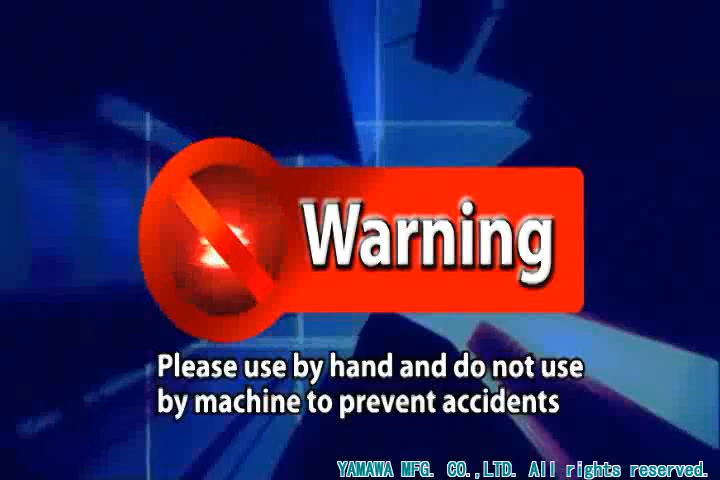 Warning
Please use by hand and do not use
by machine to prevent accidents
YAMAWA MFG. CO.,LTD. All rights reserved.